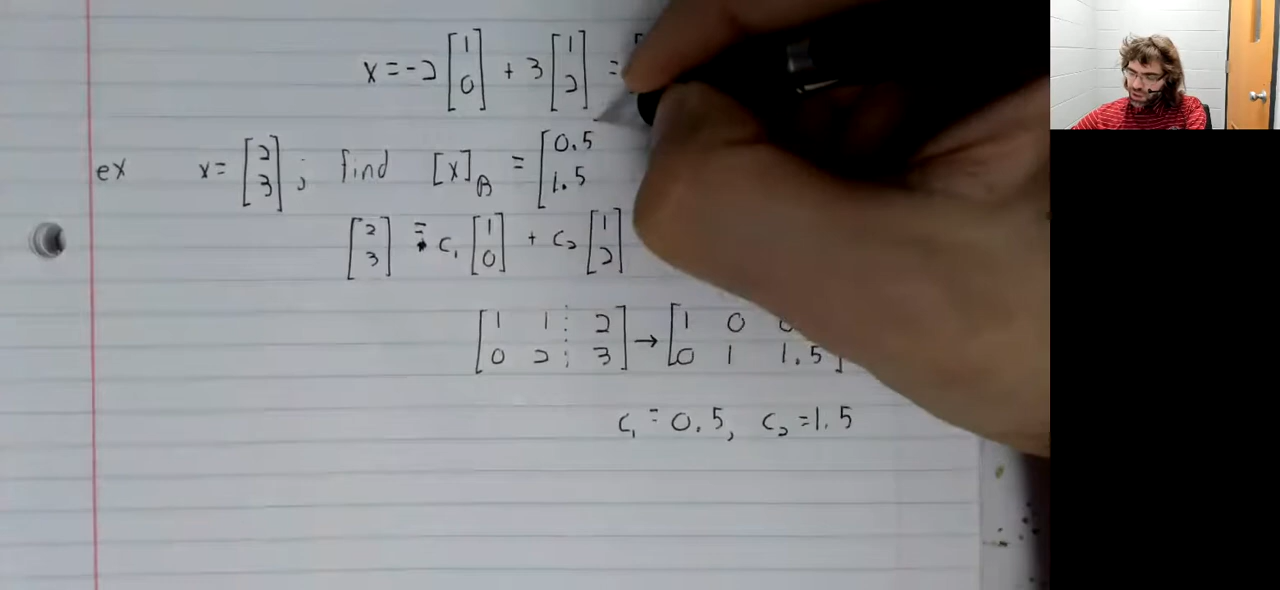 x = -2 [1 0] + 3 [1 2] =
ex x = [2 3] ; find [x]_B = [0.5 1.5
[2 3] = c₁ [1 0] + c₂ [1 2]
[1 1 ⋮ 2 0 2 ⋮ 3] → [1 0 0 1 1.5]
c₁ = 0.5, c₂ = 1.5